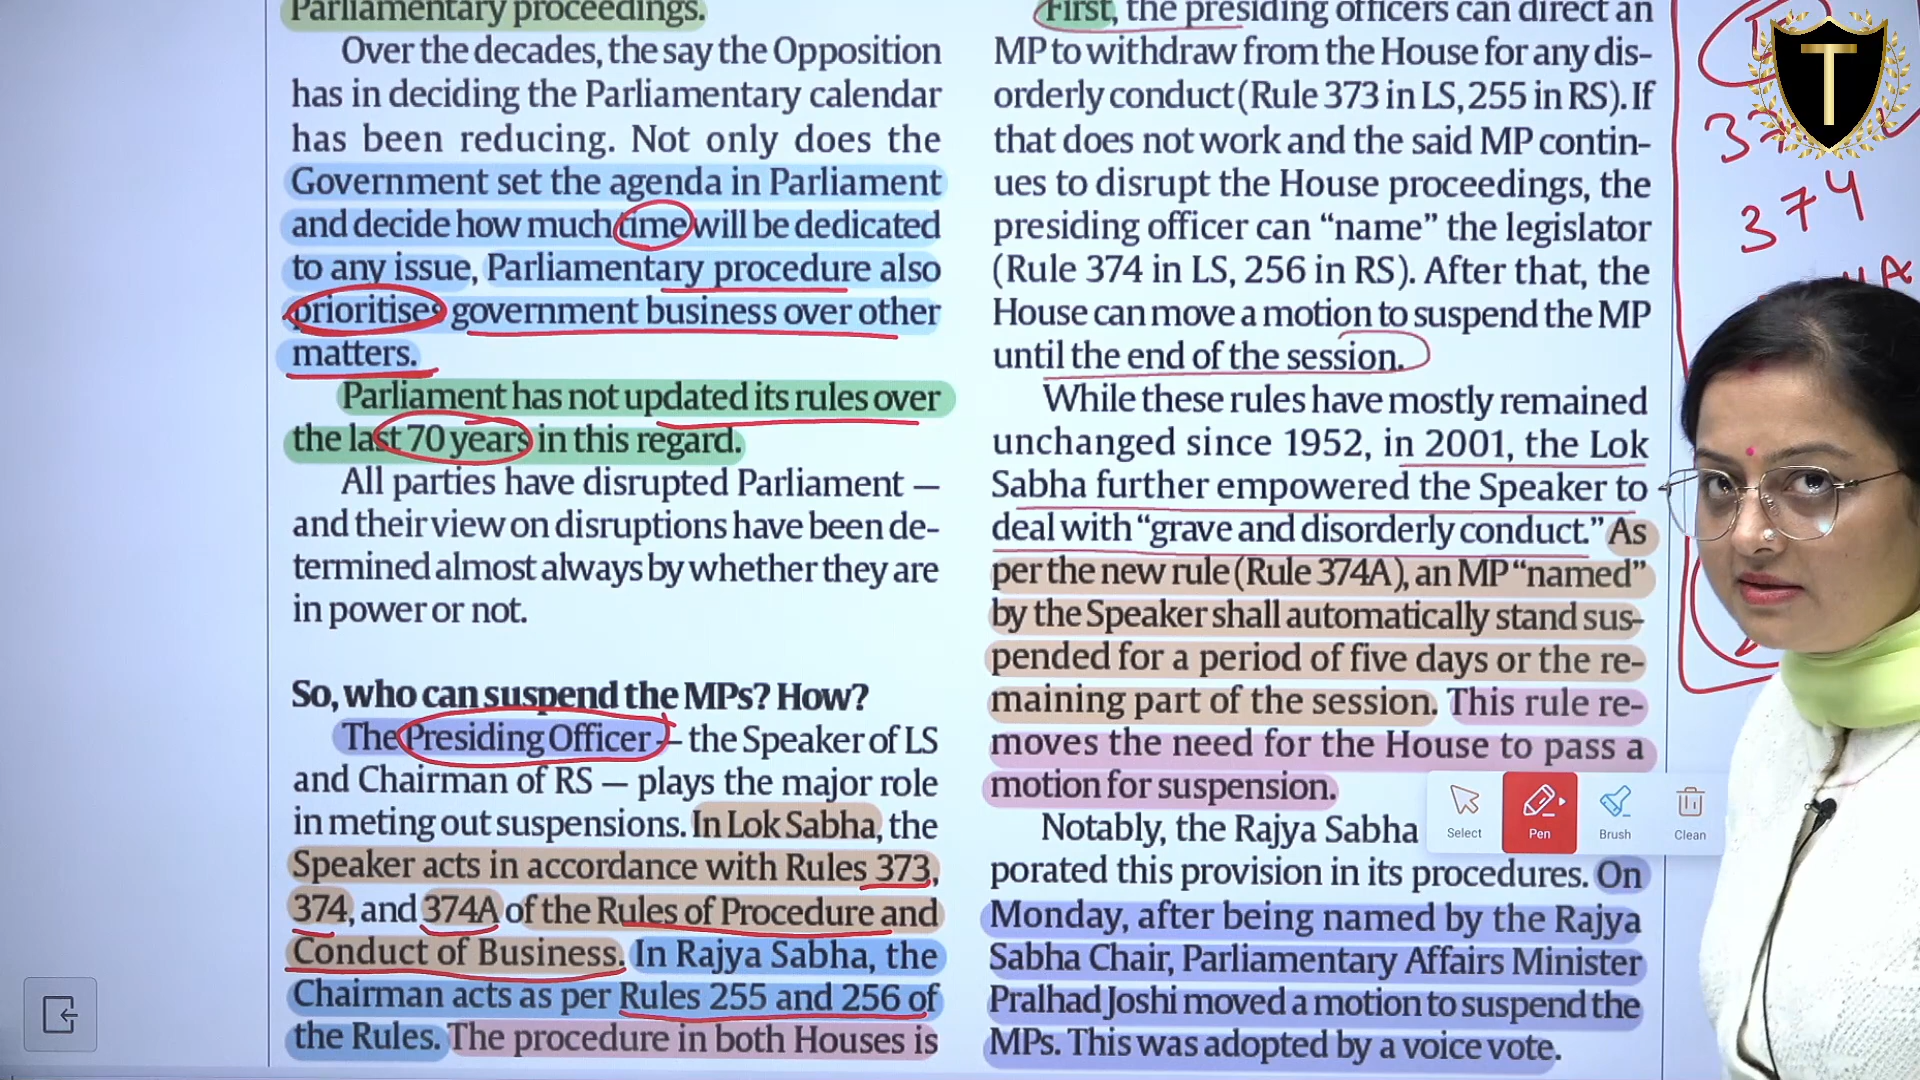 Parliamentary proceedings.
Over the decades, the say the Opposition
has in deciding the Parliamentary calendar
has been reducing. Not only does the
Government set the agenda in Parliament
and decide how much time will be dedicated
to any issue, Parliamentary procedure also
prioritises government business over other
matters.
Parliament has not updated its rules over
the last 70 years in this regard.
All parties have disrupted Parliament —
and their view on disruptions have been de-
termined almost always by whether they are
in power or not.
So, who can suspend the MPs? How?
The Presiding Officer — the Speaker of LS
and Chairman of RS — plays the major role
in meting out suspensions. In Lok Sabha, the
Speaker acts in accordance with Rules 373,
374, and 374A of the Rules of Procedure and
Conduct of Business. In Rajya Sabha, the
Chairman acts as per Rules 255 and 256 of
the Rules. The procedure in both Houses is
First, the presiding officers can direct an
MP to withdraw from the House for any dis-
orderly conduct (Rule 373 in LS, 255 in RS). If
that does not work and the said MP contin-
ues to disrupt the House proceedings, the
presiding officer can “name” the legislator
(Rule 374 in LS, 256 in RS). After that, the
House can move a motion to suspend the MP
until the end of the session.
While these rules have mostly remained
unchanged since 1952, in 2001, the Lok
Sabha further empowered the Speaker to
deal with “grave and disorderly conduct.” As
per the new rule (Rule 374A), an MP “named”
by the Speaker shall automatically stand sus-
pended for a period of five days or the re-
maining part of the session. This rule re-
moves the need for the House to pass a
motion for suspension.
Notably, the Rajya Sabha
porated this provision in its procedures. On
Monday, after being named by the Rajya
Sabha Chair, Parliamentary Affairs Minister
Pralhad Joshi moved a motion to suspend the
MPs. This was adopted by a voice vote.
Select
Pen
Brush
Clean
T
374